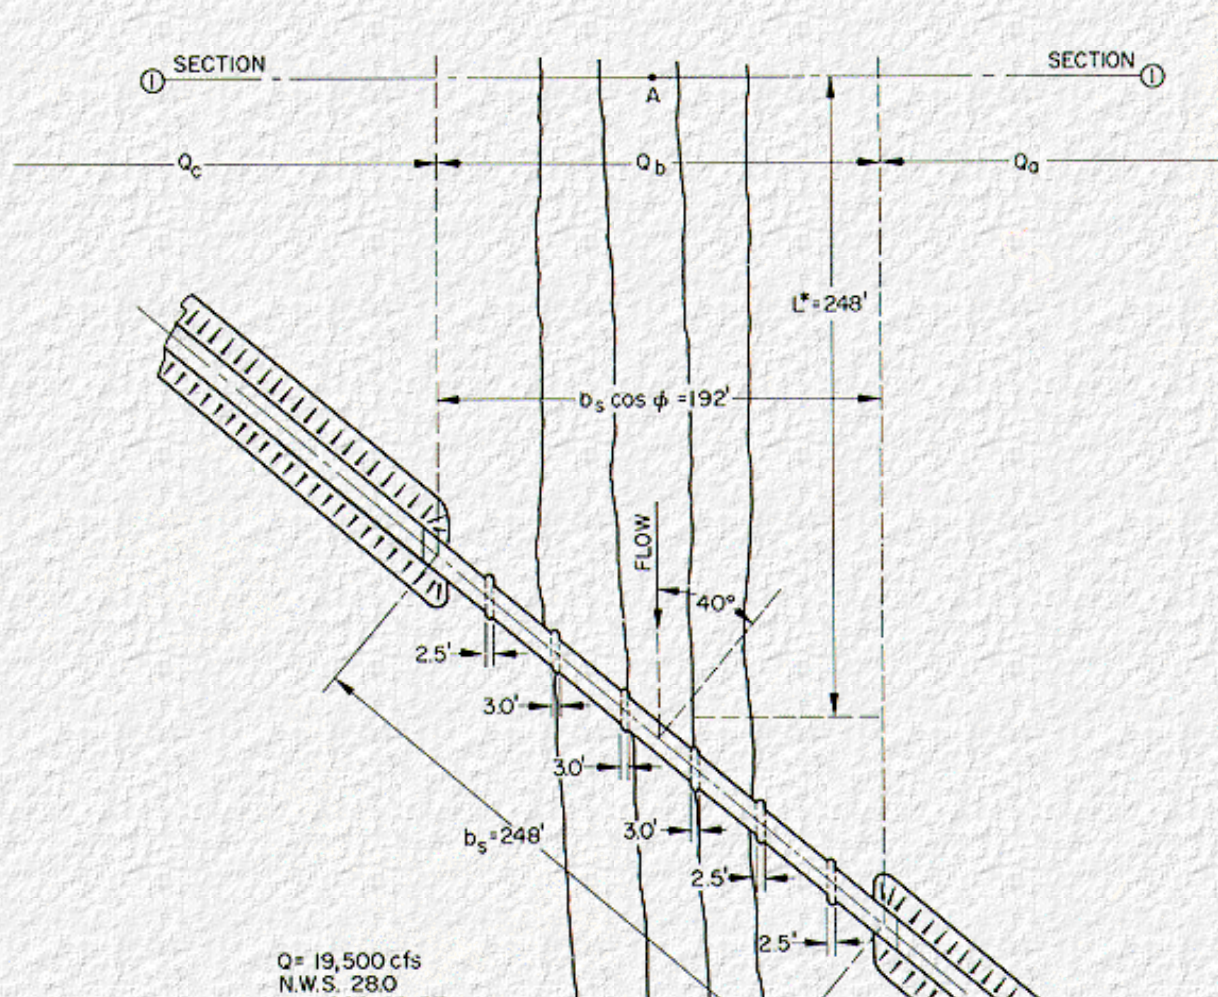 SECTION
①
SECTION
①
A
Qc
Qb
Qa
L*=248'
bs cos ϕ =192'
FLOW
40°
2.5'
3.0'
3.0'
3.0'
bs=248'
2.5'
2.5'
Q= 19,500 cfs
N.W.S. 28.0